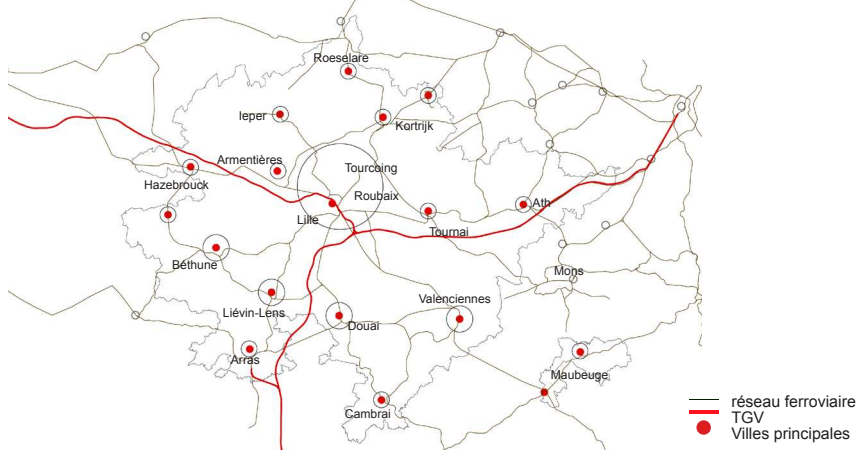 Roeselare
Ieper
Kortrijk
Armentières
Tourcoing
Hazebrouck
Roubaix
Ath
Lille
Tournai
Béthune
Mons
Valenciennes
Liévin-Lens
Douai
Arras
Maubeuge
Cambrai
réseau ferroviaire
TGV
Villes principales